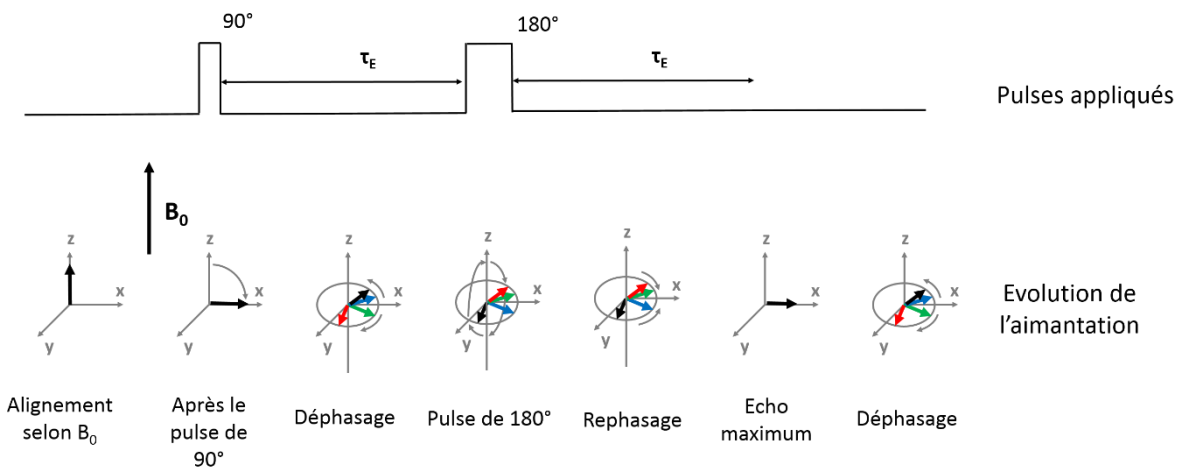 90°
180°
τE
τE
Pulses appliqués
B0
z
x
y
z
x
y
z
x
y
z
x
y
z
x
y
z
x
y
z
x
y
Evolution de
l’aimantation
Alignement
selon B0
Après le
pulse de
90°
Déphasage
Pulse de 180°
Rephasage
Echo
maximum
Déphasage